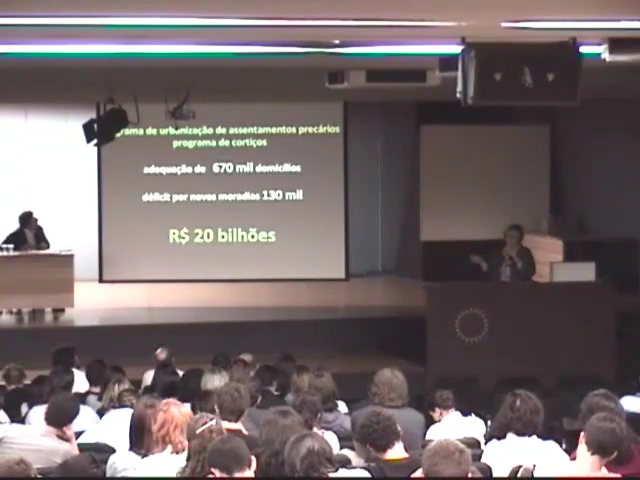 grama de urbanização de assentamentos precários
programa de cortiços
adequação de 670 mil domicílios
déficit por novas moradias 130 mil
R$ 20 bilhões